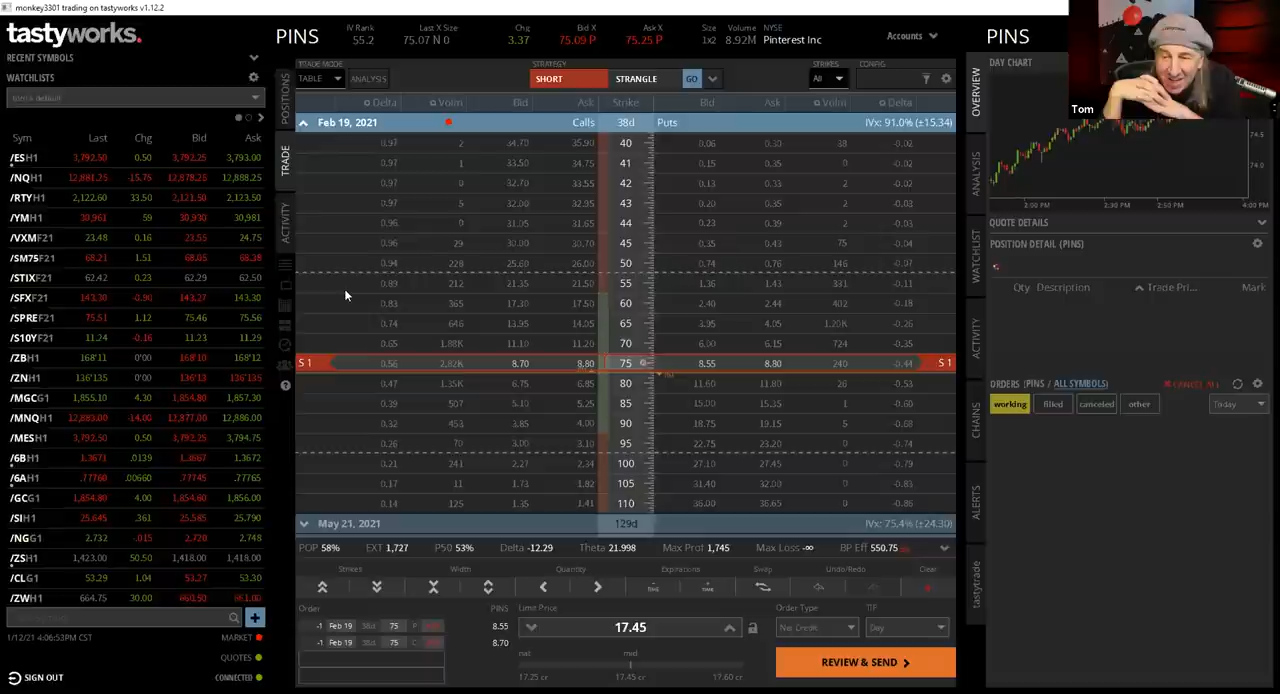 monkey3301 trading on tastyworks v1.12.2
tastyworks.
RECENT SYMBOLS
WATCHLISTS
tom's default
Sym Last Chg Bid Ask
/ESH1 3,792.50 0.50 3,792.25 3,793.00
/NQH1 12,881.25 -15.75 12,878.25 12,888.25
/RTYH1 2,122.60 33.50 2,121.50 2,123.50
/YMH1 30,961 59 30,930 30,981
/VXMF21 23.48 0.16 23.55 24.75
/SM75F21 68.21 1.51 68.05 68.38
/STIXF21 62.42 0.23 62.29 62.50
/SFXF21 143.30 -0.90 143.30
/SPREF21 75.51 1.12 75.46 75.56
/S10YF21 11.24 -0.16 11.23 11.29
/ZBH1 168'11 0'00 168'10 168'12
/ZNH1 136'135 0'00 136'135
/MGCG1 1,855.10 4.30 1,854.80 1,857.30
/MNQH1 12,883.00 -14.00 12,877.00 12,886.00
/MESH1 3,792.50 0.50 3,792.25 3,794.75
/6BH1 1.3671 .0139 1.3672
/6AH1 .77760 .00660 .77745 .77765
/GCG1 1,854.80 4.00 1,854.60 1,856.00
/SIH1 25.645 .361 25.585 25.790
/NGG1 2.732 -.015 2.720 2.748
/ZSH1 1,423.00 50.50 1,418.00 1,418.00
/CLG1 53.29 1.04 53.27 53.30
/ZWH1 664.75 30.00 660.50 661.00
1/12/21 4:06:53PM CST
MARKET
QUOTES
CONNECTED
SIGN OUT
PINS
IV Rank 55.2
Last X Size 75.07 N 0
Chg 3.37
Bid X 75.09 P
Ask X 75.25 P
Size 1x2
Volume 8.92M
NYSE Pinterest Inc
Accounts
TRADE MODE
TABLE ANALYSIS
STRATEGY
SHORT STRANGLE GO
STRIKES
All
CONFIG
POSITIONS
TRADE
ACTIVITY
Delta Volm Bid Ask Strike Bid Ask Volm Delta
Feb 19, 2021 Calls 38d Puts IVx: 91.0% (±15.34)
0.97 2 34.70 35.90 40 0.06 0.30 38 -0.02
0.97 1 33.50 34.75 41 0.15 0.35 0 -0.02
0.97 0 32.70 33.55 42 0.13 0.33 2 -0.02
0.97 5 32.00 32.95 43 0.20 0.35 2 -0.03
0.96 0 31.05 31.65 44 0.23 0.39 2 -0.03
0.96 29 30.00 30.70 45 0.35 0.43 75 -0.04
0.94 228 25.60 26.00 50 0.74 0.76 146 -0.07
0.89 212 21.35 21.50 55 1.36 1.43 331 -0.11
0.83 365 17.30 17.50 60 2.40 2.44 402 -0.18
0.74 646 13.95 14.05 65 3.95 4.05 1.20K -0.26
0.65 1.88K 11.10 11.20 70 6.00 6.15 724 -0.35
S 1 0.56 2.82K 8.70 8.80 75 8.55 8.80 240 -0.44 S 1
0.47 1.35K 6.75 6.85 80 11.60 11.80 26 -0.53
0.39 507 5.10 5.25 85 15.00 15.35 1 -0.60
0.32 453 3.85 4.00 90 18.75 19.15 5 -0.68
0.26 70 3.00 3.10 95 22.75 23.20 0 -0.74
0.21 241 2.27 2.34 100 27.10 27.45 0 -0.79
0.17 11 1.73 1.82 105 31.40 32.00 0 -0.83
0.14 125 1.35 1.41 110 36.00 36.65 0 -0.86
May 21, 2021 129d IVx: 75.4% (±24.30)
POP 58% EXT 1,727 P50 53% Delta -12.29 Theta 21.998 Max Prof 1,745 Max Loss -∞ BP Eff 550.75
Strikes Width Quantity Expirations Swap Undo/Redo Clear
Order PINS Limit Price Order Type TIF
-1 Feb 19 38d 75 P 8.55
-1 Feb 19 38d 75 C 8.70
17.45
Net Credit
Day
nat mid
17.25 cr 17.45 cr 17.60 cr
REVIEW & SEND
PINS
Tom
DAY CHART
74.5
74.0
2:00 PM 2:30 PM 2:50 PM 4:00 PM
QUOTE DETAILS
POSITION DETAIL (PINS)
Qty Description Trade Pri... Mark
ORDERS (PINS / ALL SYMBOLS) CANCEL ALL
working filled canceled other Today
OVERVIEW
ANALYSIS
WATCHLIST
ACTIVITY
CHAINS
ALERTS
tastytrade